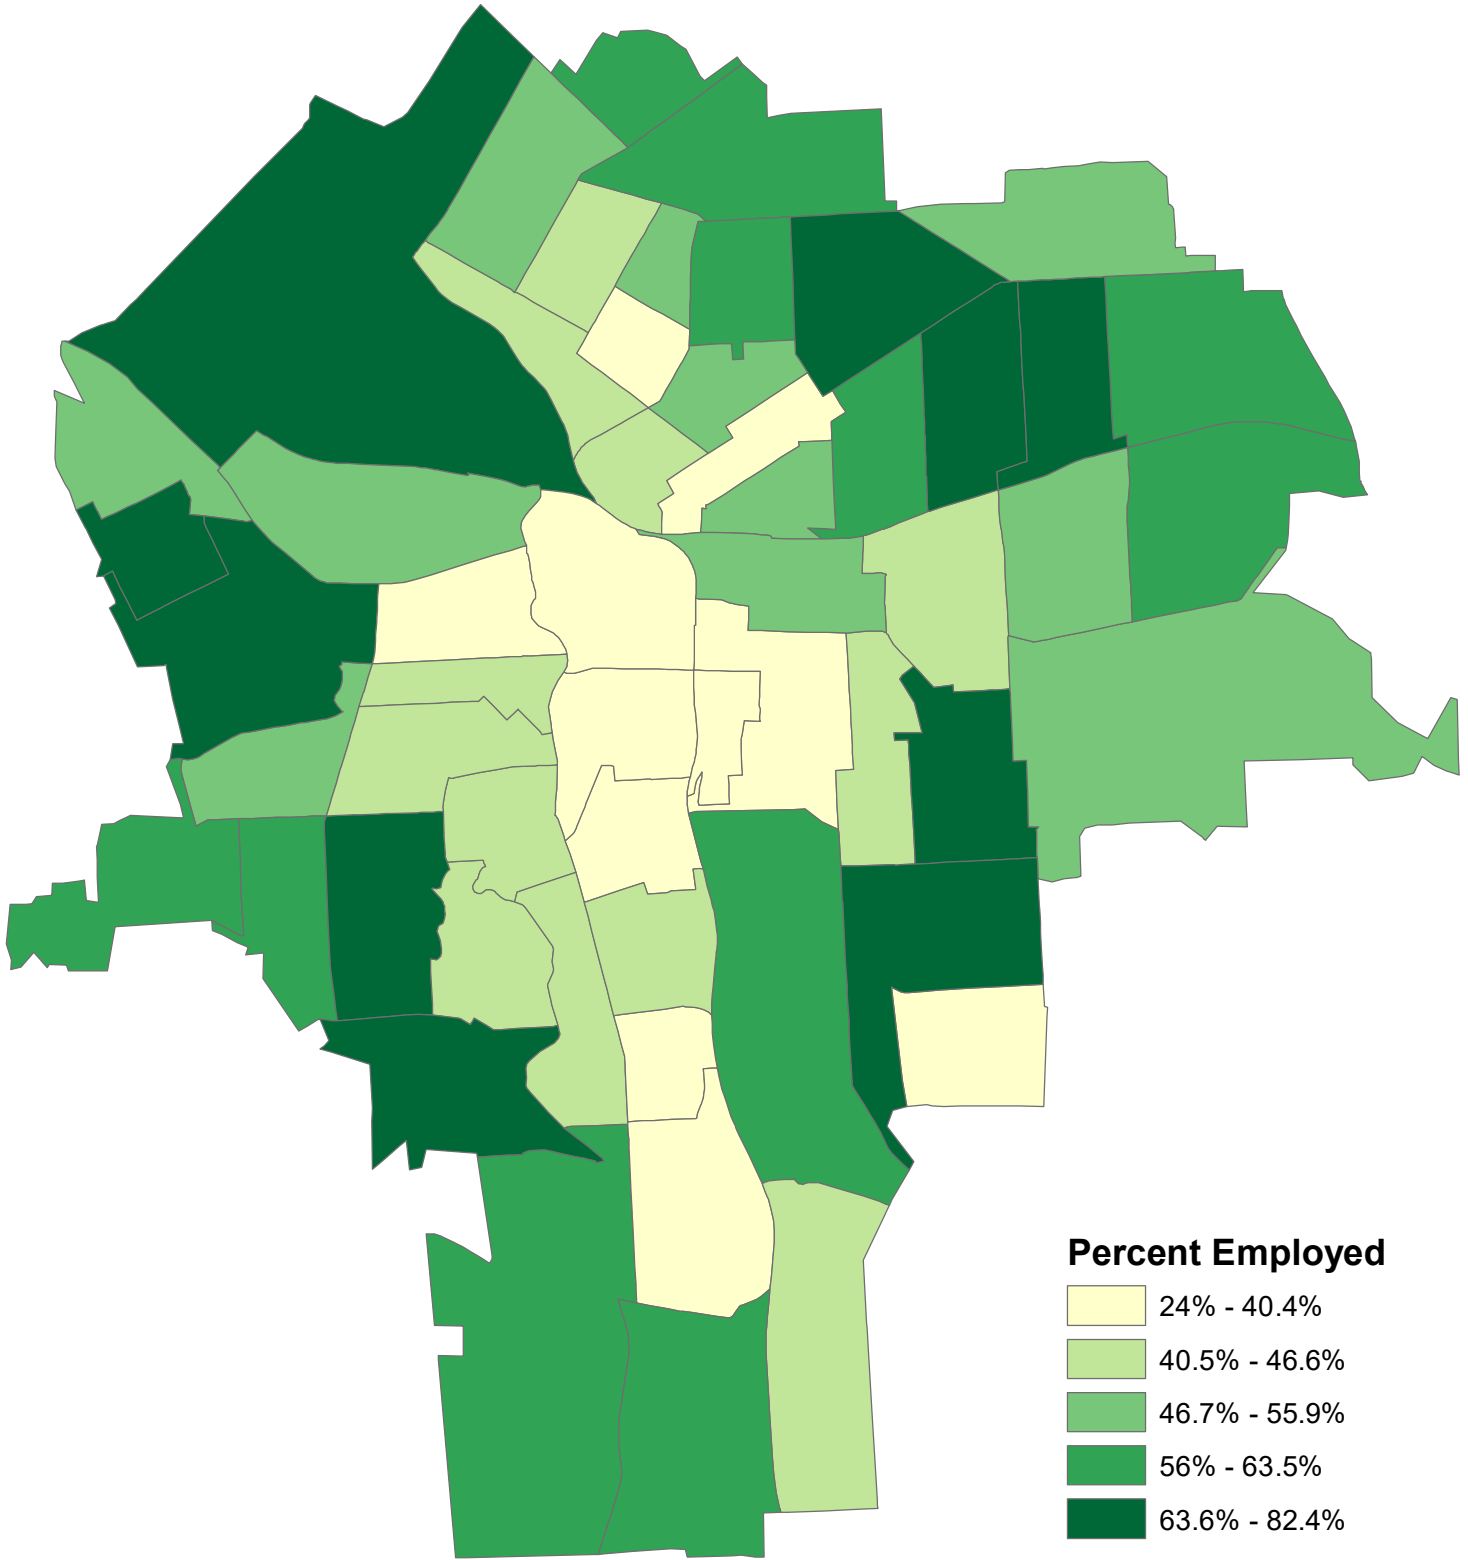 Percent Employed
24% - 40.4%
40.5% - 46.6%
46.7% - 55.9%
56% - 63.5%
63.6% - 82.4%